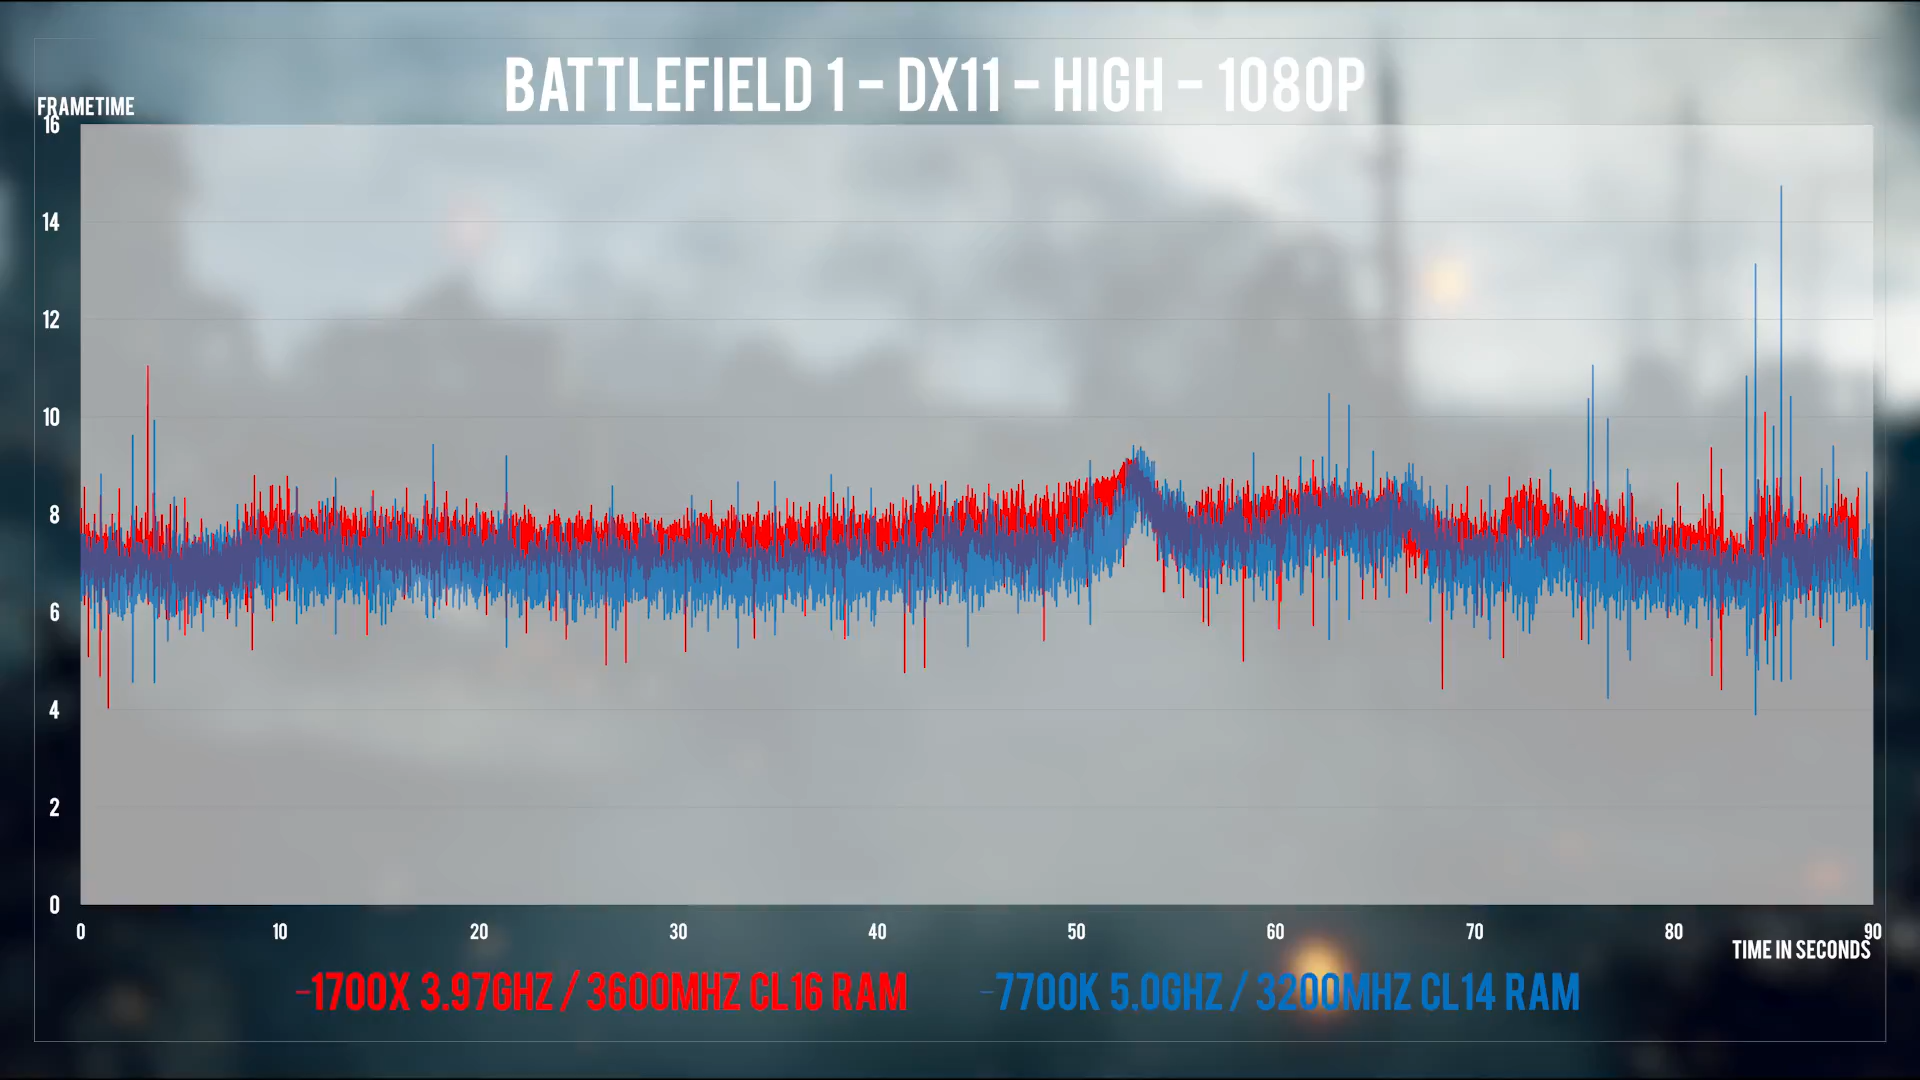 BATTLEFIELD 1 - DX11 - HIGH - 1080P
FRAMETIME
16
14
12
10
8
6
4
2
0
0 10 20 30 40 50 60 70 80 90
TIME IN SECONDS
-1700X 3.97GHZ / 3600MHZ CL16 RAM -7700K 5.0GHZ / 3200MHZ CL14 RAM